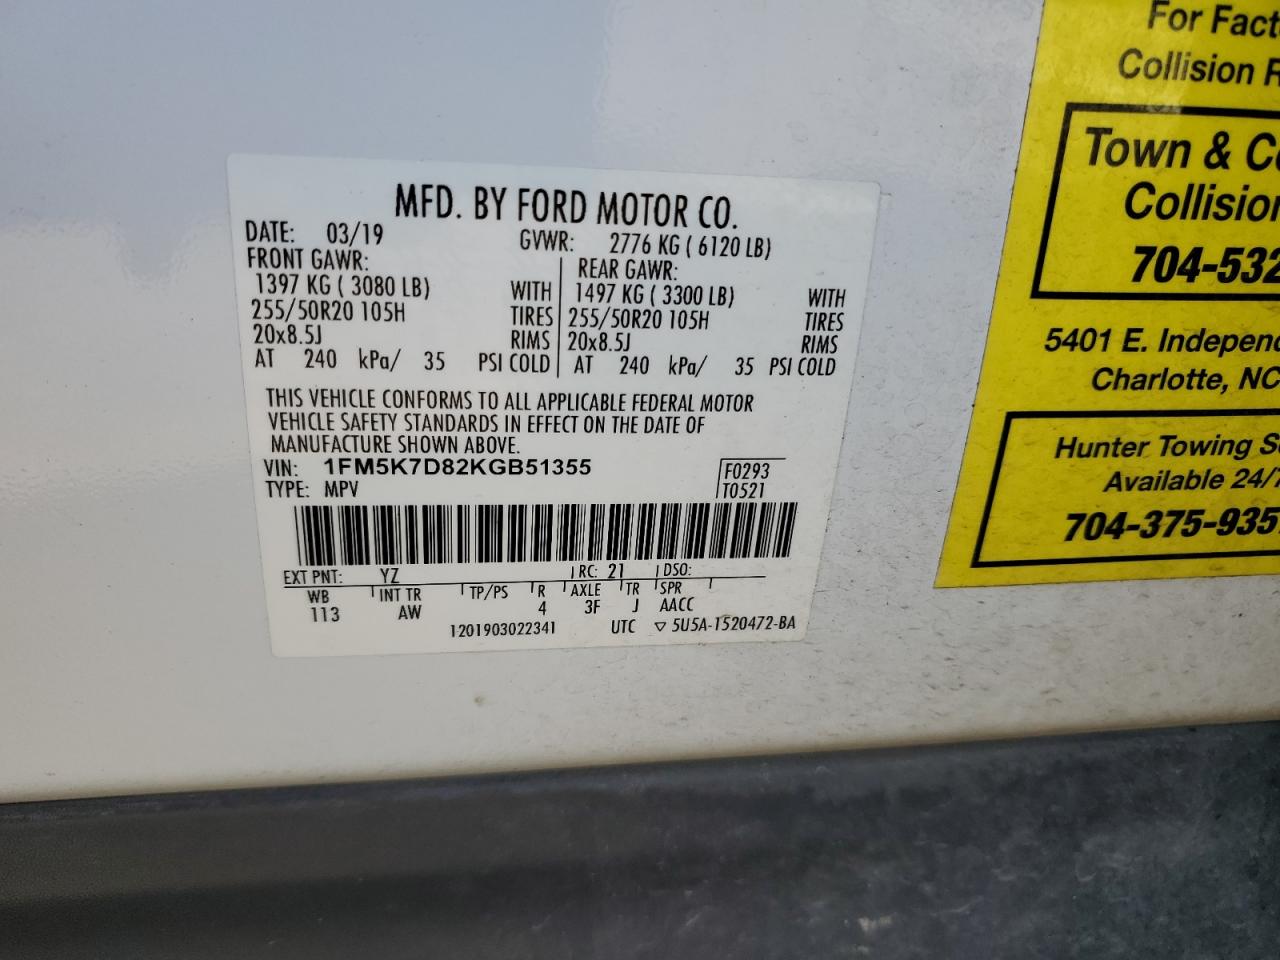 MFD. BY FORD MOTOR CO.
DATE: 03/19 GVWR: 2776 KG ( 6120 LB)
FRONT GAWR: REAR GAWR:
1397 KG ( 3080 LB) WITH 1497 KG ( 3300 LB) WITH
255/50R20 105H TIRES 255/50R20 105H TIRES
20x8.5J RIMS 20x8.5J RIMS
AT 240 kPa/ 35 PSI COLD AT 240 kPa/ 35 PSI COLD
THIS VEHICLE CONFORMS TO ALL APPLICABLE FEDERAL MOTOR
VEHICLE SAFETY STANDARDS IN EFFECT ON THE DATE OF
MANUFACTURE SHOWN ABOVE.
VIN: 1FM5K7D82KGB51355 F0293
TYPE: MPV T0521
EXT PNT: YZ RC: 21 DSO:
WB INT TR TP/PS R AXLE TR SPR
113 AW 4 3F J AACC
1201903022341 UTC ▽ 5U5A-1520472-BA
For Fact
Collision R
Town & Co
Collision
704-532
5401 E. Independ
Charlotte, NC
Hunter Towing S
Available 24/7
704-375-935